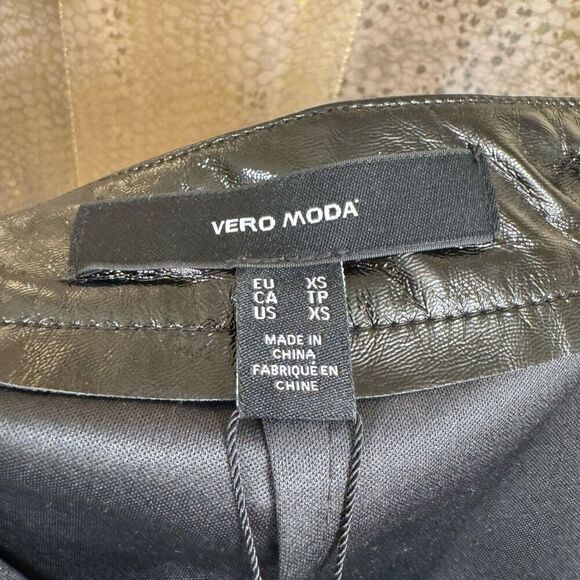 VERO MODA
EU XS
CA TP
US XS
MADE IN
CHINA
FABRIQUÉ EN
CHINE